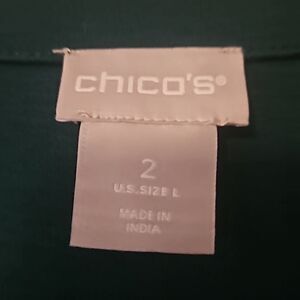 chico's®
2
U.S. SIZE L
MADE IN
INDIA